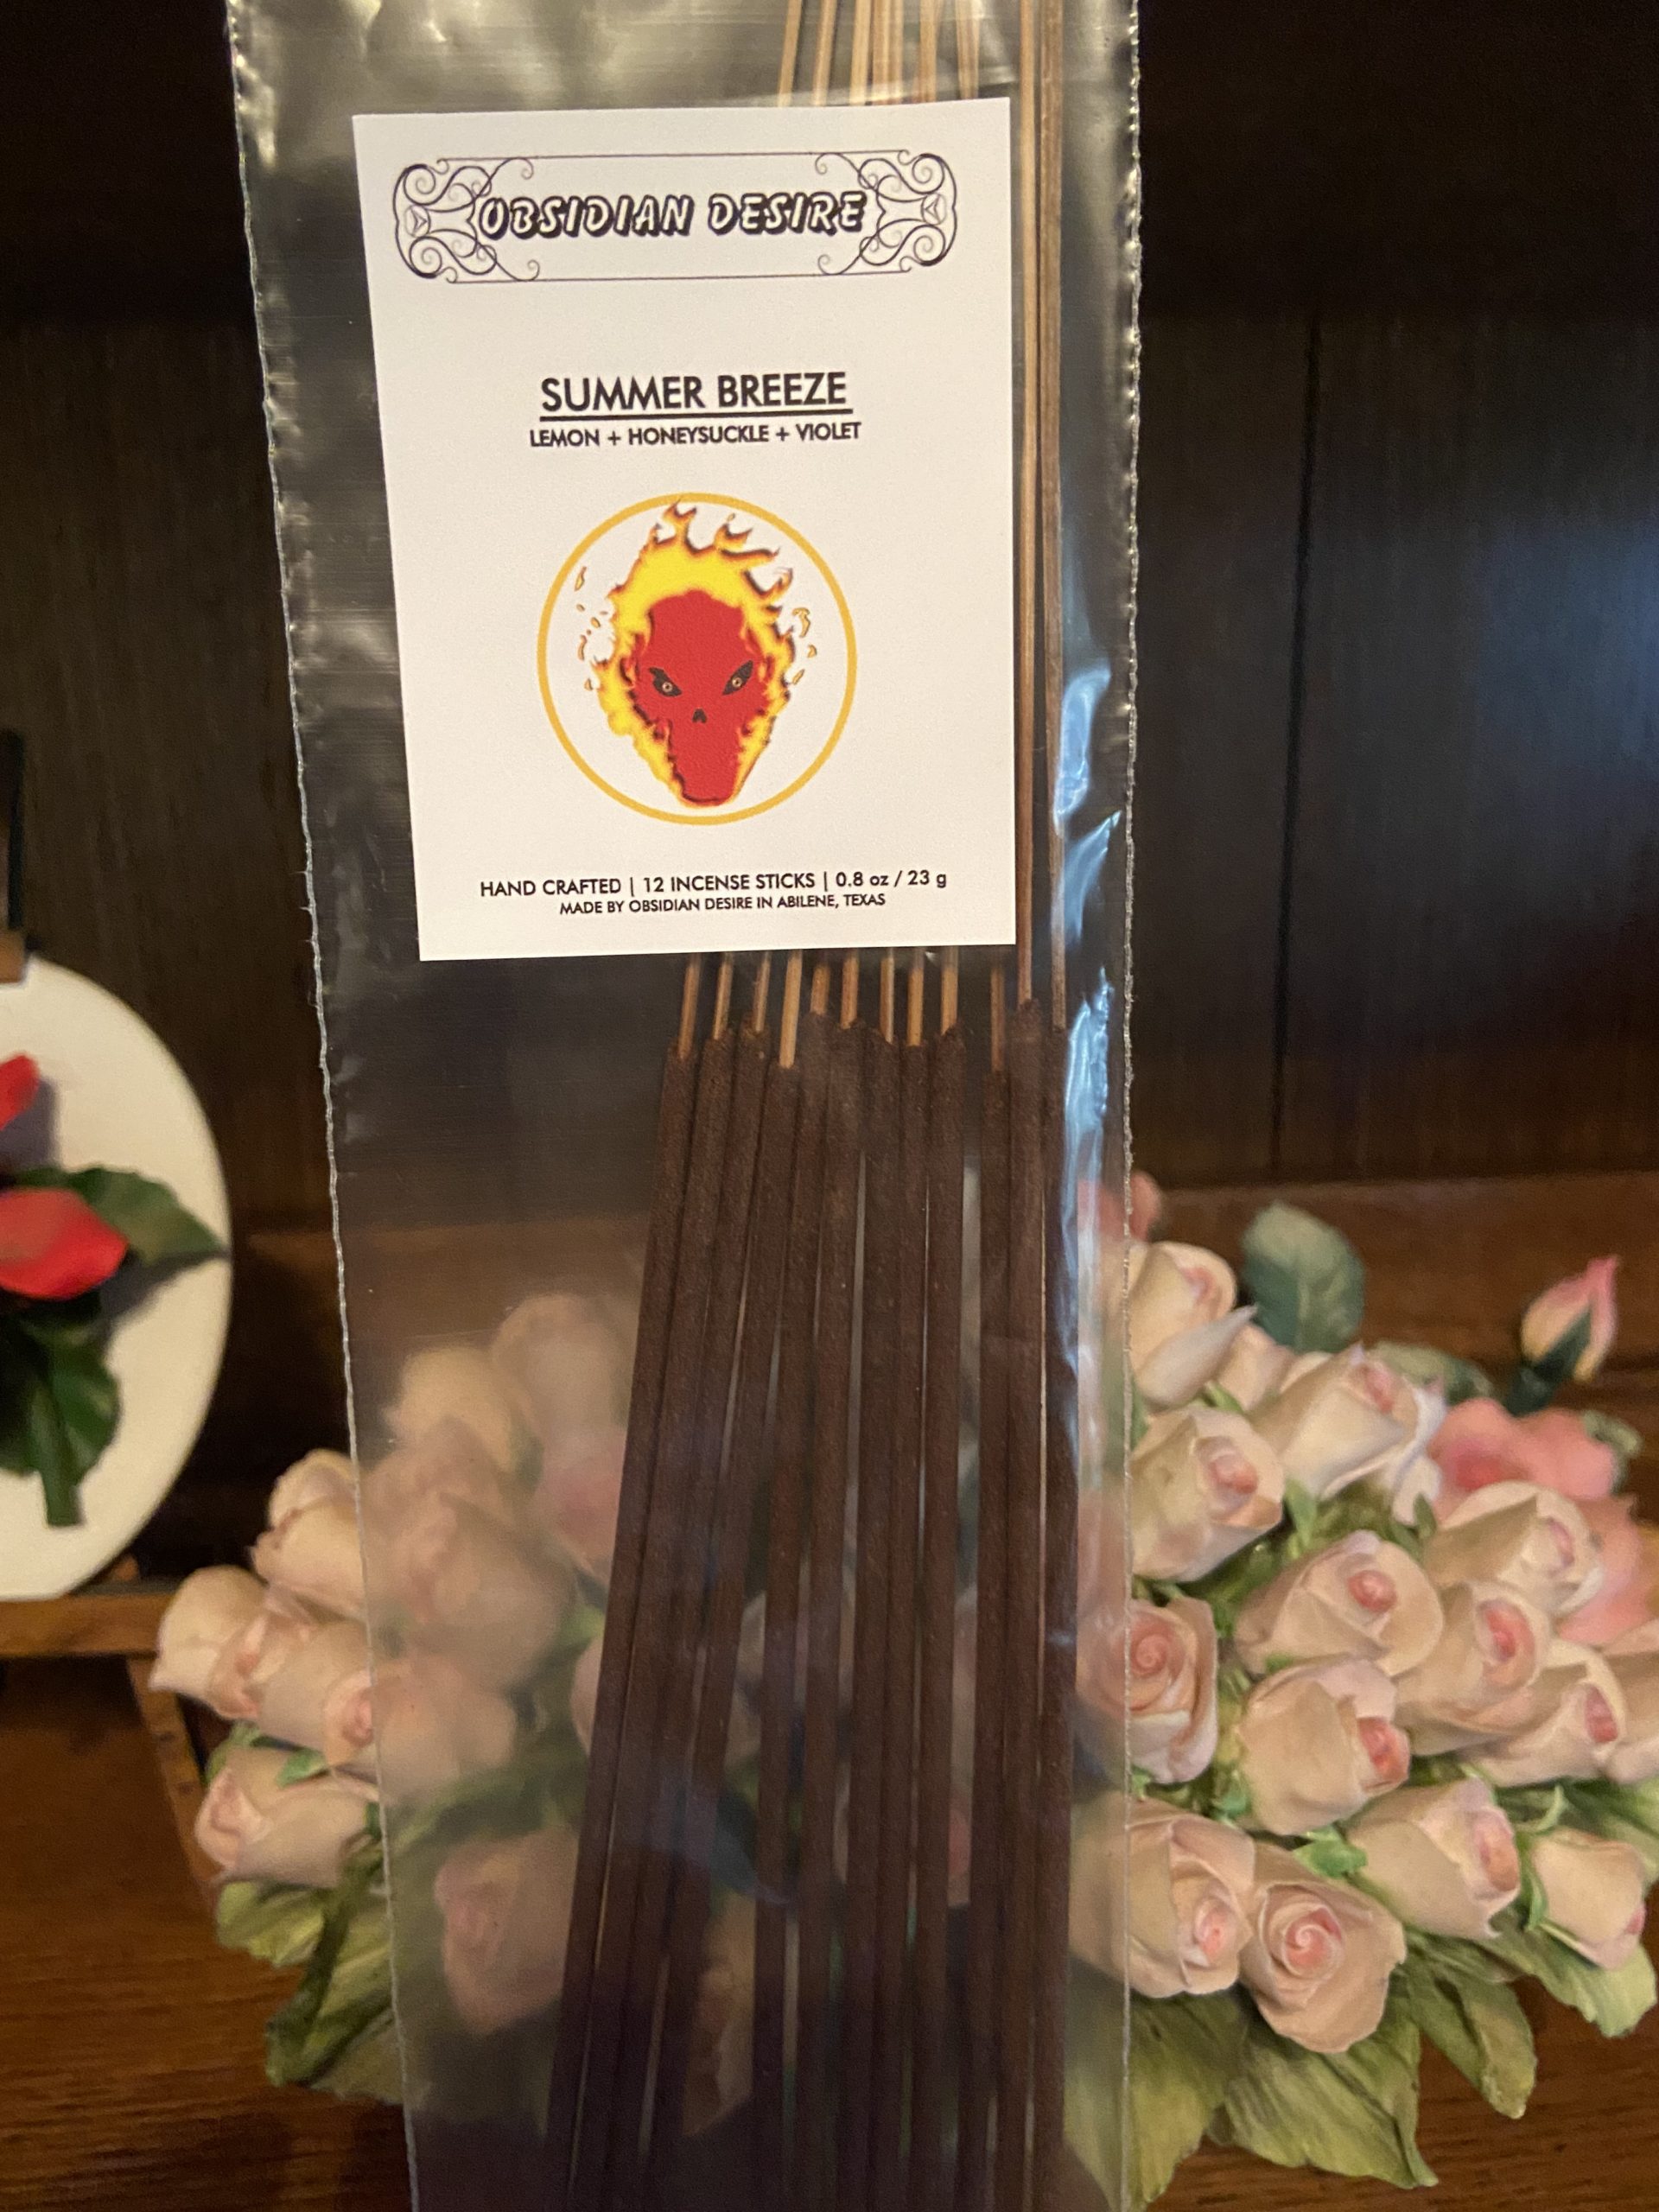 OBSIDIAN DESIRE
SUMMER BREEZE
LEMON + HONEYSUCKLE + VIOLET
HAND CRAFTED | 12 INCENSE STICKS | 0.8 oz / 23 g
MADE BY OBSIDIAN DESIRE IN ABILENE, TEXAS